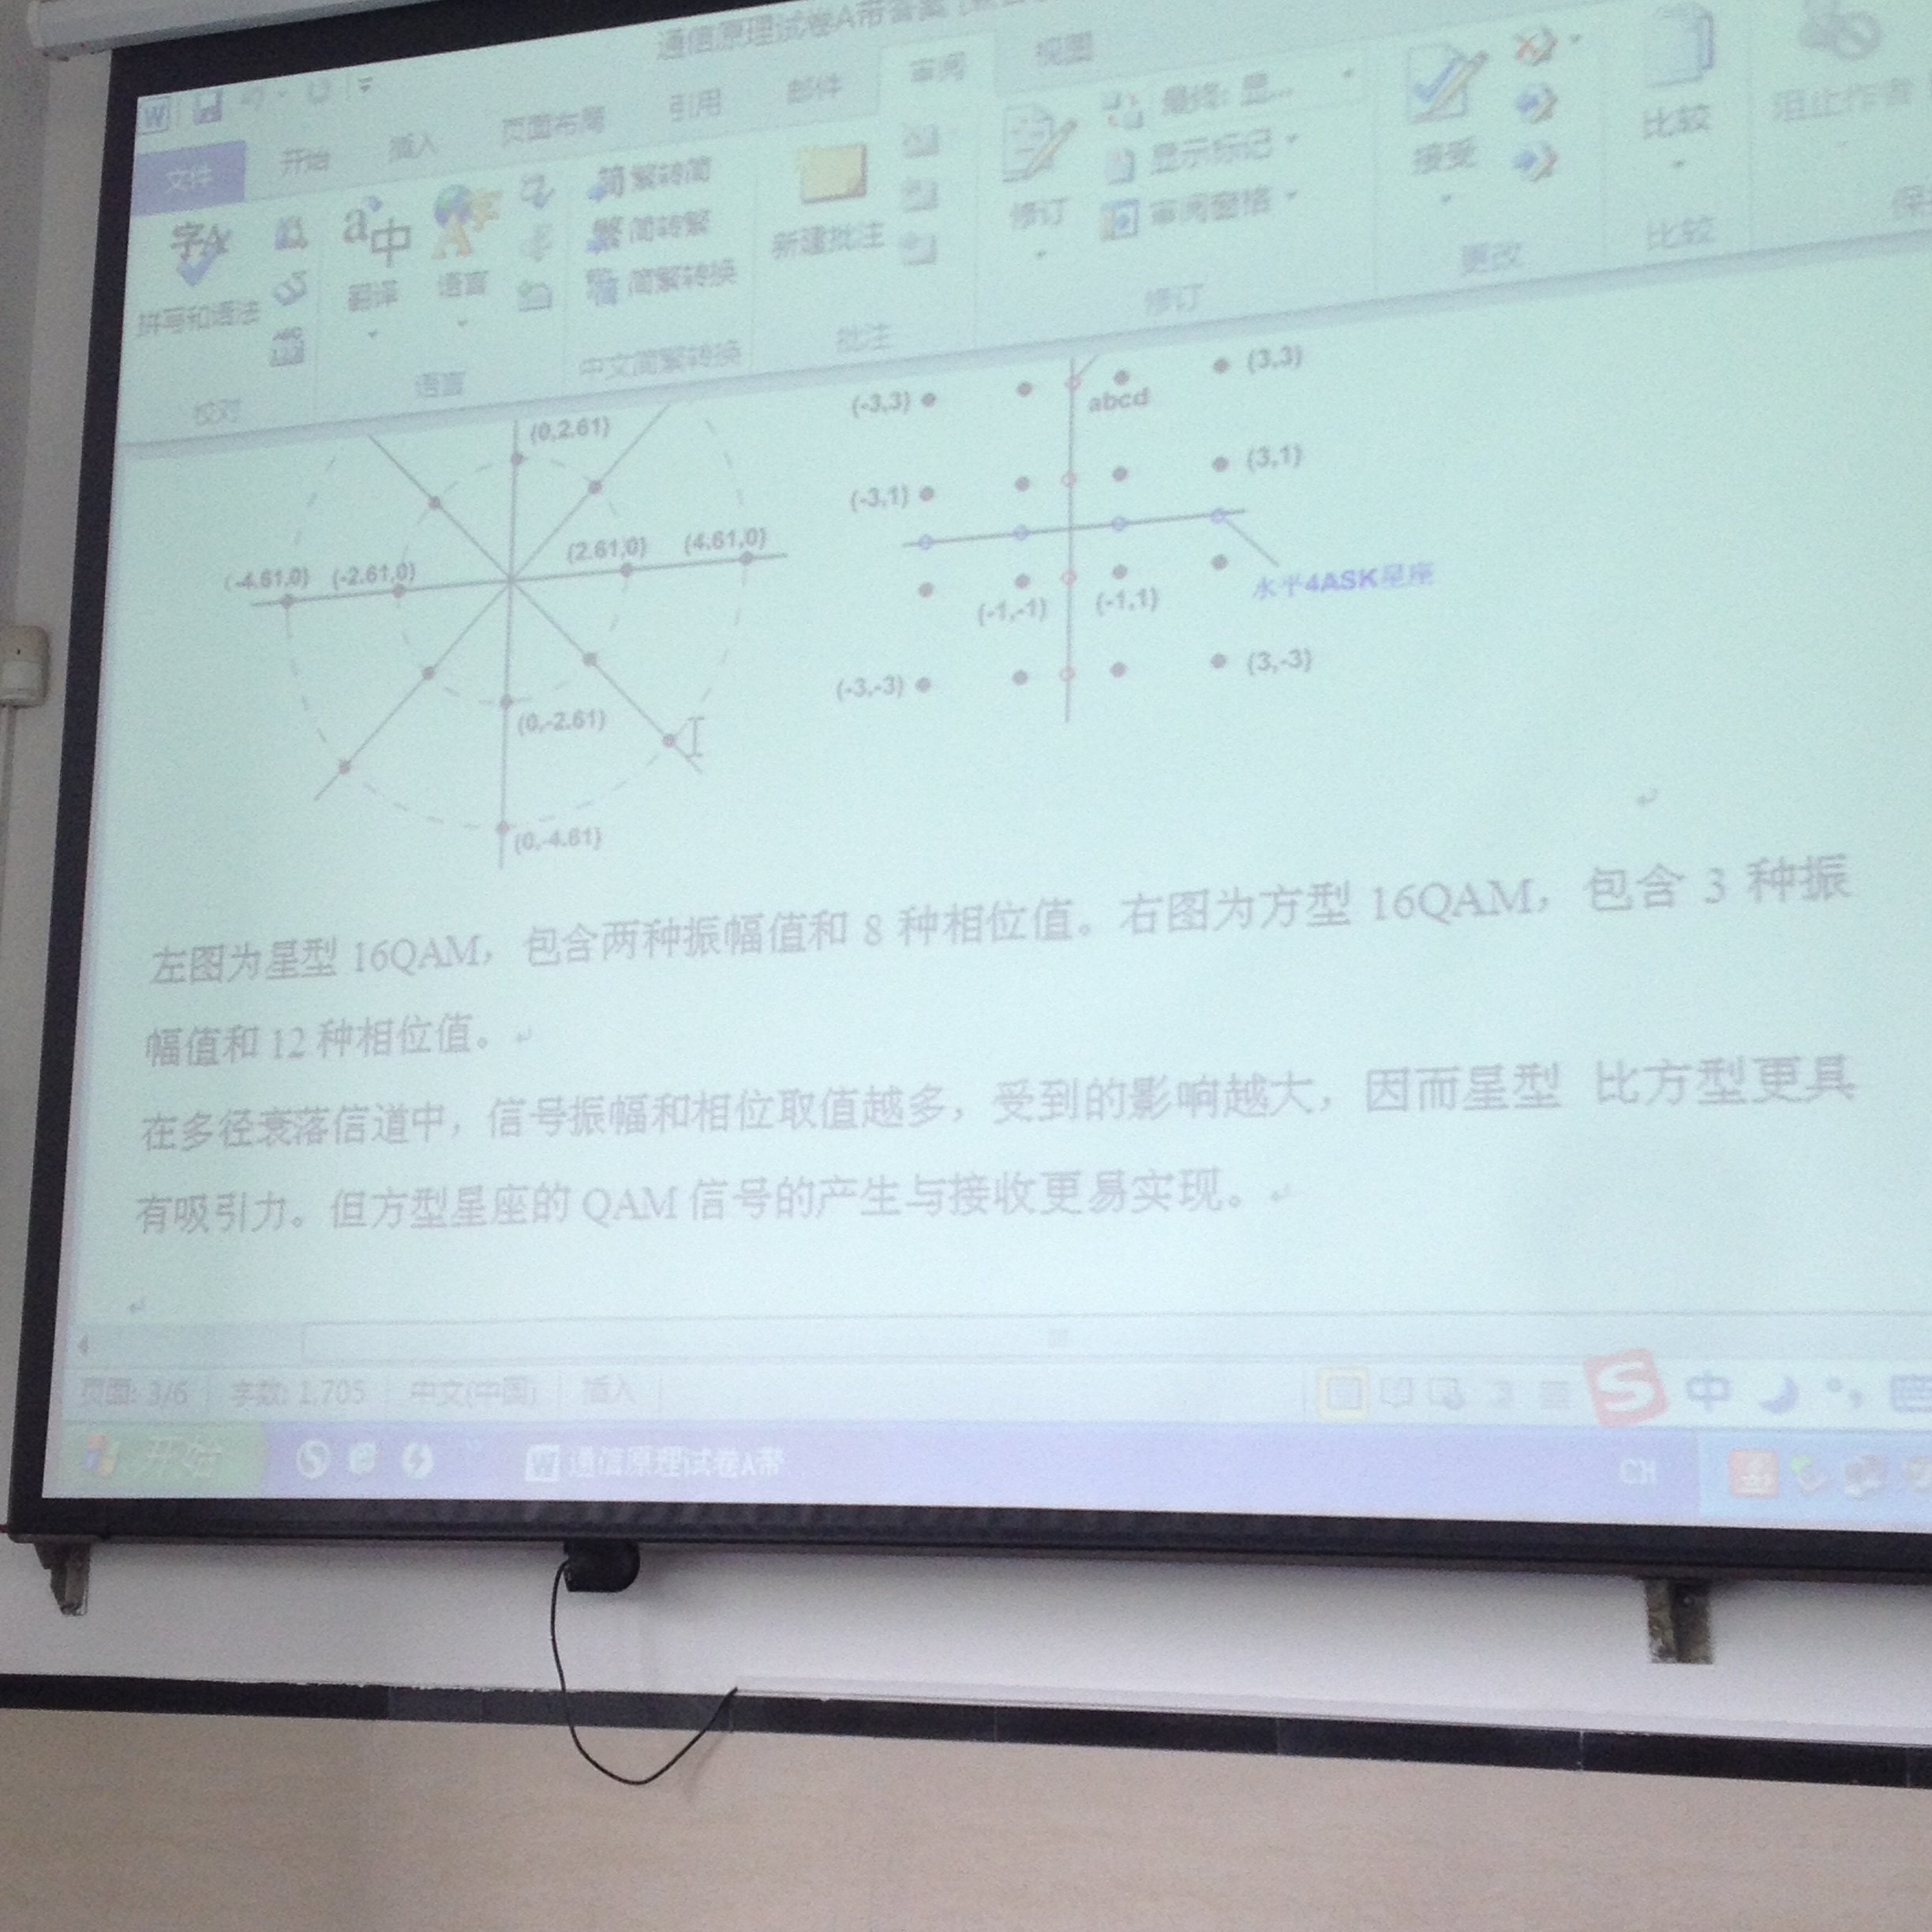 通信原理试卷A带答案
文件 开始 插入 页面布局 引用 邮件 审阅 视图
拼写和语法
校对
翻译
语言
语言
繁转简
简转繁
简繁转换
中文简繁转换
新建批注
批注
修订
最终: 显...
显示标记
审阅窗格
修订
接受
更改
比较
比较
阻止作者
保
(0,2.61)
(2.61,0) (4.61,0)
(-4.61,0) (-2.61,0)
(0,-2.61)
(0,-4.61)
(-3,3) abcd (3,3)
(-3,1) (3,1)
水平4ASK星座
(-1,-1) (-1,1)
(-3,-3) (3,-3)
左图为星型 16QAM，包含两种振幅值和 8 种相位值。右图为方型 16QAM，包含 3 种振
幅值和 12 种相位值。
在多径衰落信道中，信号振幅和相位取值越多，受到的影响越大，因而星型 比方型更具
有吸引力。但方型星座的 QAM 信号的产生与接收更易实现。
页面: 3/6 字数: 1,705 中文(中国) 插入
中
开始 通信原理试卷A带 CH